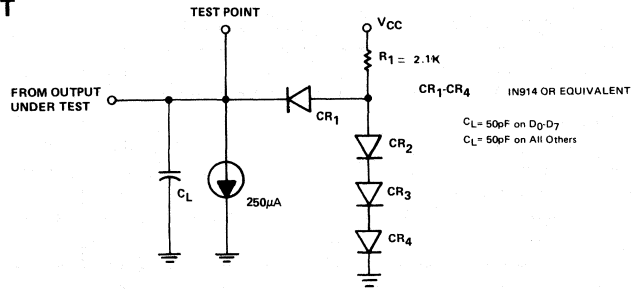 T
TEST POINT
VCC
R1 = 2.1K
FROM OUTPUT
UNDER TEST
CR1
CR1-CR4 IN914 OR EQUIVALENT
CL= 50pF on D0-D7
CL= 50pF on All Others
CR2
CL
250μA
CR3
CR4